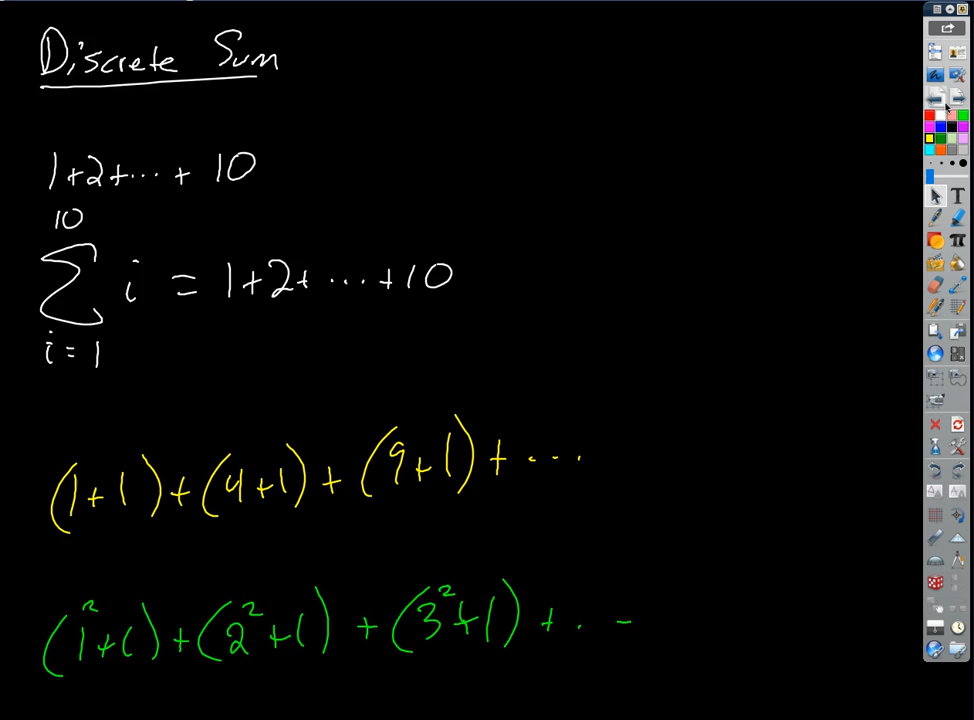 Discrete Sum
1+2+··· + 10
10
∑ i = 1+2+ ··· +10
i = 1
(1+1)+(4+1)+(9+1)+···
(1²+1)+(2²+1)+(3²+1)+. –
T